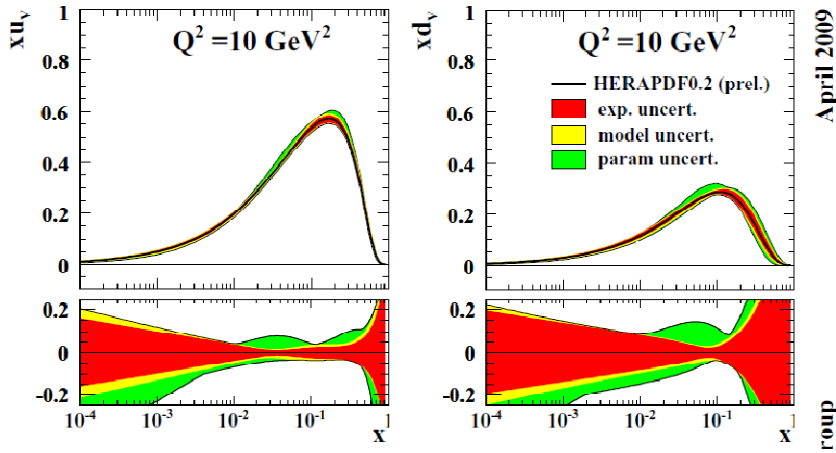 xu_v
1
0.8
0.6
0.4
0.2
0
Q² =10 GeV²
0.2
0
-0.2
10⁻⁴ 10⁻³ 10⁻² 10⁻¹ 1
x
xd_v
1
0.8
0.6
0.4
0.2
0
Q² =10 GeV²
HERAPDF0.2 (prel.)
exp. uncert.
model uncert.
param uncert.
0.2
0
-0.2
10⁻⁴ 10⁻³ 10⁻² 10⁻¹ 1
x
April 2009
roup